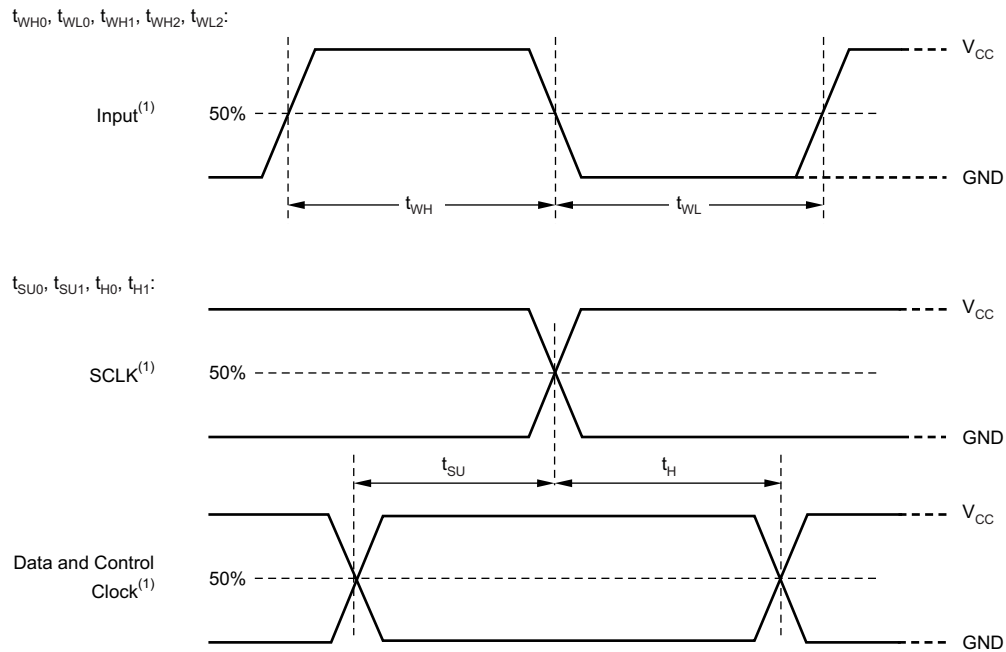 tWH0, tWL0, tWH1, tWH2, tWL2:
VCC
Input(1)
50%
GND
tWH
tWL
tSU0, tSU1, tH0, tH1:
VCC
SCLK(1)
50%
GND
tSU
tH
VCC
Data and Control
Clock(1)
50%
GND